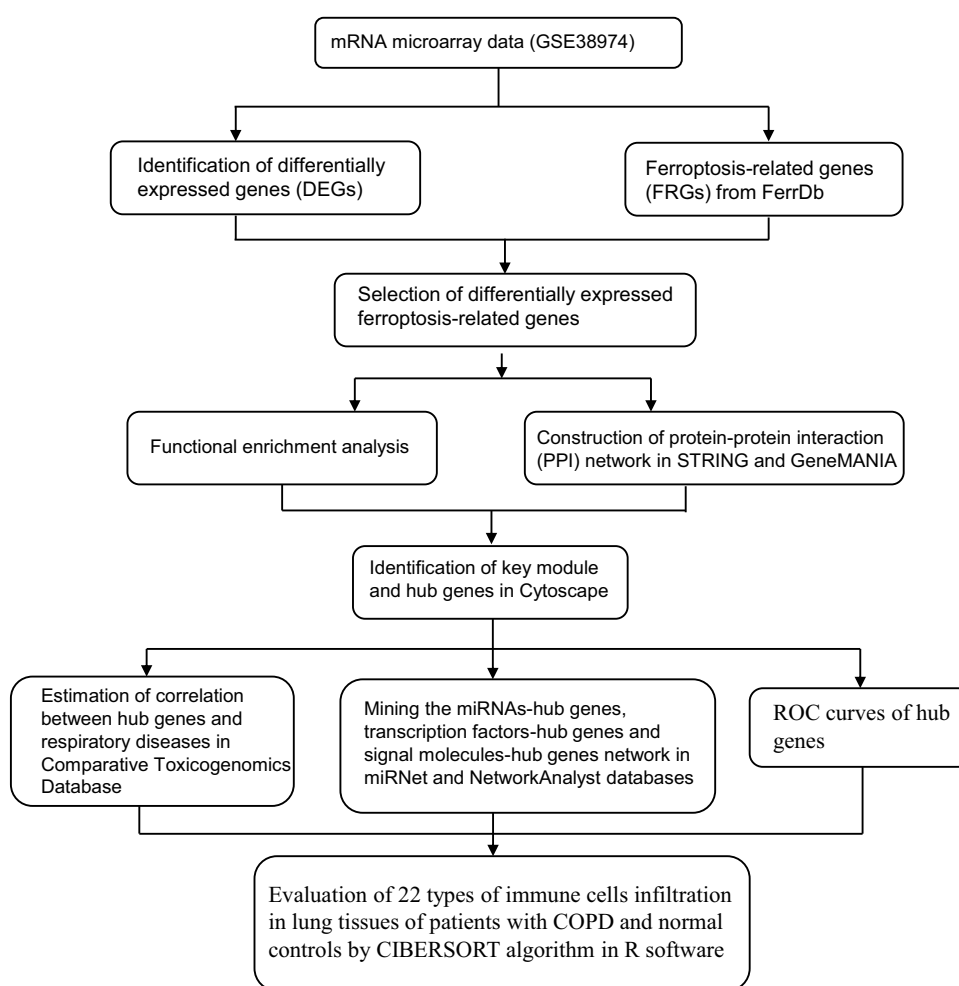 mRNA microarray data (GSE38974)
Identification of differentially
expressed genes (DEGs)
Ferroptosis-related genes
(FRGs) from FerrDb
Selection of differentially expressed
ferroptosis-related genes
Functional enrichment analysis
Construction of protein-protein interaction
(PPI) network in STRING and GeneMANIA
Identification of key module
and hub genes in Cytoscape
Estimation of correlation
between hub genes and
respiratory diseases in
Comparative Toxicogenomics
Database
Mining the miRNAs-hub genes,
transcription factors-hub genes and
signal molecules-hub genes network in
miRNet and NetworkAnalyst databases
ROC curves of hub
genes
Evaluation of 22 types of immune cells infiltration
in lung tissues of patients with COPD and normal
controls by CIBERSORT algorithm in R software